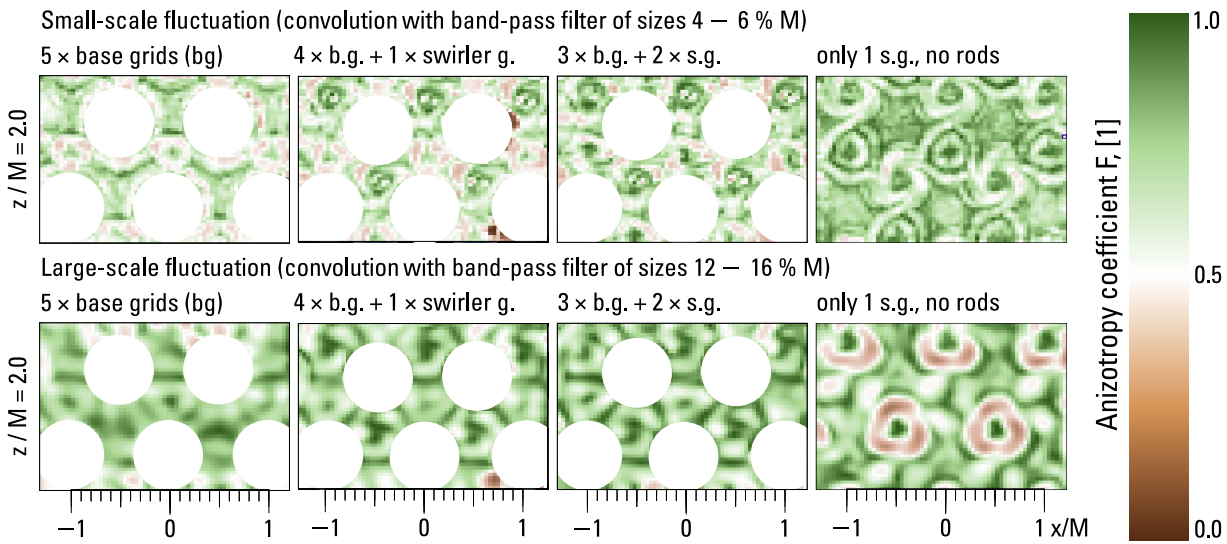 Small-scale fluctuation (convolution with band-pass filter of sizes 4 – 6 % M)
5 × base grids (bg) 4 × b.g. + 1 × swirler g. 3 × b.g. + 2 × s.g. only 1 s.g., no rods
z / M = 2.0
Large-scale fluctuation (convolution with band-pass filter of sizes 12 – 16 % M)
5 × base grids (bg) 4 × b.g. + 1 × swirler g. 3 × b.g. + 2 × s.g. only 1 s.g., no rods
z / M = 2.0
−1 0 1 −1 0 1 −1 0 1 −1 0 1 x/M
Anizotropy coefficient F, [1]
1.0
0.5
0.0